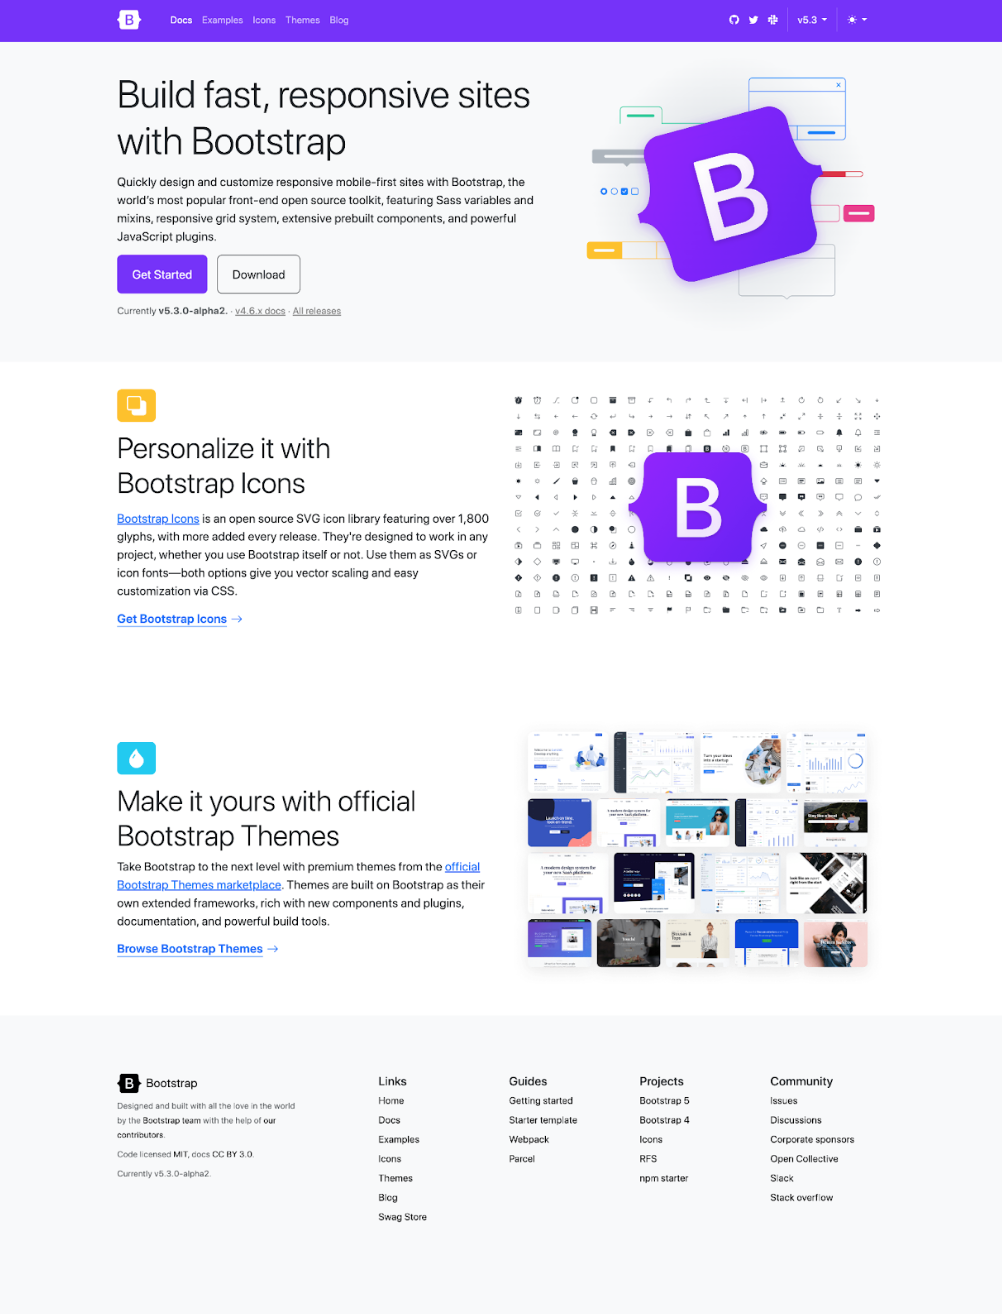 B Docs Examples Icons Themes Blog v5.3
Build fast, responsive sites
with Bootstrap
Quickly design and customize responsive mobile-first sites with Bootstrap, the
world's most popular front-end open source toolkit, featuring Sass variables and
mixins, responsive grid system, extensive prebuilt components, and powerful
JavaScript plugins.
Get Started Download
Currently v5.3.0-alpha2. · v4.6.x docs · All releases
B
Personalize it with
Bootstrap Icons
Bootstrap Icons is an open source SVG icon library featuring over 1,800
glyphs, with more added every release. They're designed to work in any
project, whether you use Bootstrap itself or not. Use them as SVGs or
icon fonts—both options give you vector scaling and easy
customization via CSS.
Get Bootstrap Icons →
B
Make it yours with official
Bootstrap Themes
Take Bootstrap to the next level with premium themes from the official
Bootstrap Themes marketplace. Themes are built on Bootstrap as their
own extended frameworks, rich with new components and plugins,
documentation, and powerful build tools.
Browse Bootstrap Themes →
Turn your ideas
into a startup
B Bootstrap
Designed and built with all the love in the world
by the Bootstrap team with the help of our
contributors.
Code licensed MIT, docs CC BY 3.0.
Currently v5.3.0-alpha2.
Links
Home
Docs
Examples
Icons
Themes
Blog
Swag Store
Guides
Getting started
Starter template
Webpack
Parcel
Projects
Bootstrap 5
Bootstrap 4
Icons
RFS
npm starter
Community
Issues
Discussions
Corporate sponsors
Open Collective
Slack
Stack overflow